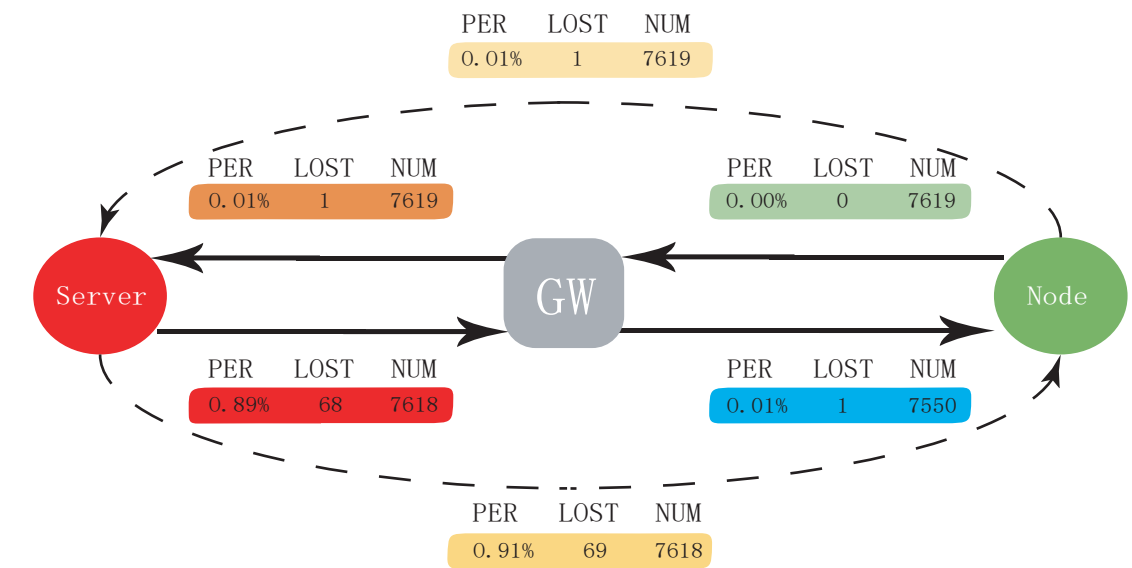 PER LOST NUM
0.01% 1 7619
PER LOST NUM
0.01% 1 7619
PER LOST NUM
0.00% 0 7619
Server
GW
Node
PER LOST NUM
0.89% 68 7618
PER LOST NUM
0.01% 1 7550
PER LOST NUM
0.91% 69 7618